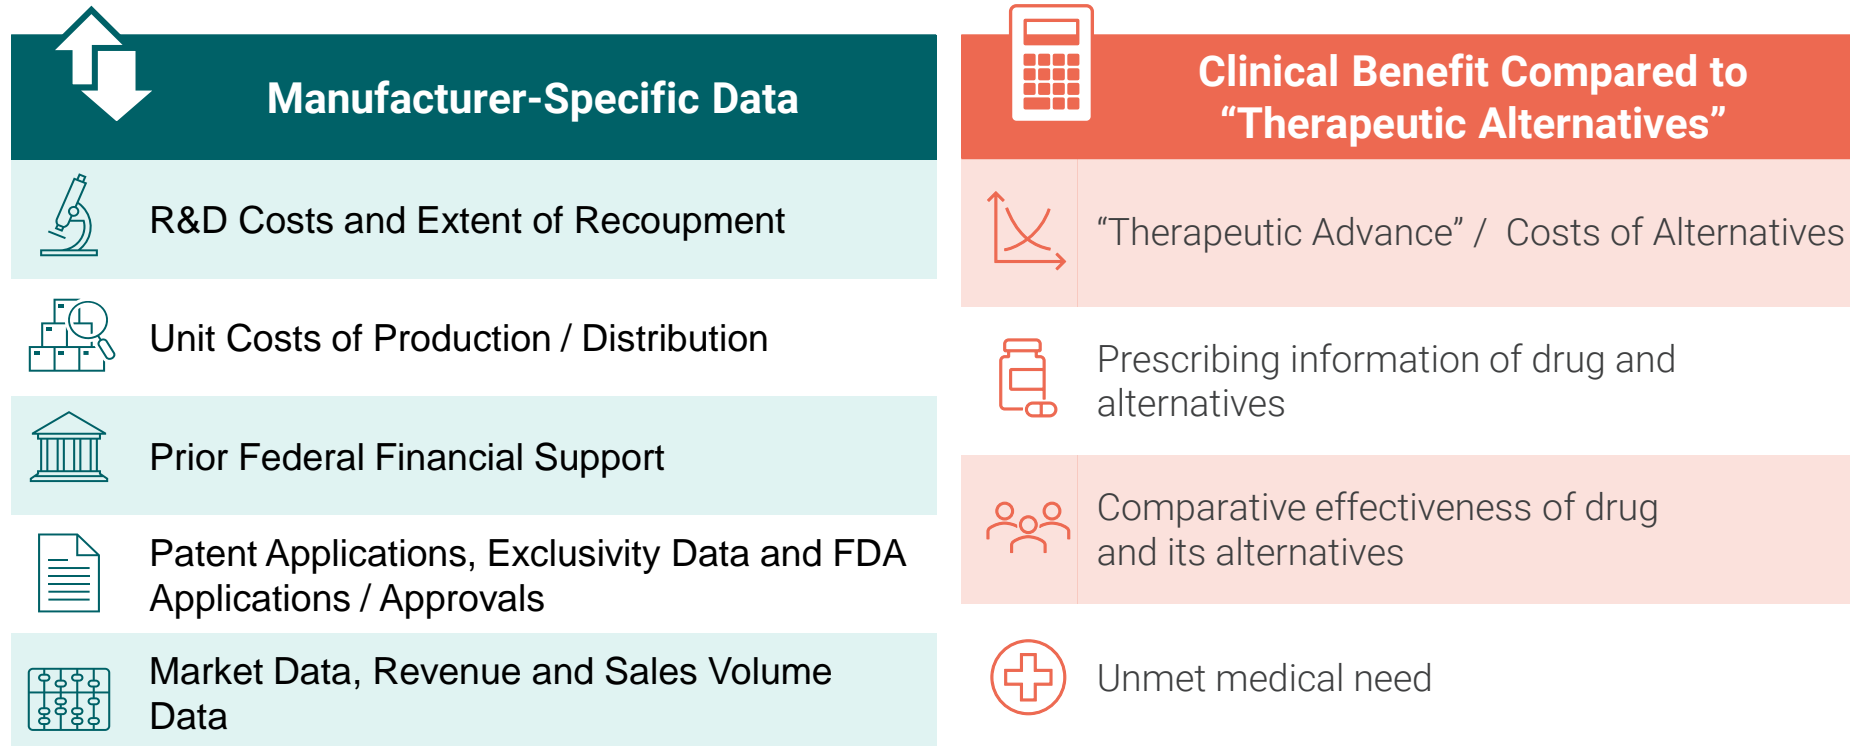 Manufacturer-Specific Data
R&D Costs and Extent of Recoupment
Unit Costs of Production / Distribution
Prior Federal Financial Support
Patent Applications, Exclusivity Data and FDA
Applications / Approvals
Market Data, Revenue and Sales Volume
Data
Clinical Benefit Compared to
“Therapeutic Alternatives”
“Therapeutic Advance” / Costs of Alternatives
Prescribing information of drug and
alternatives
Comparative effectiveness of drug
and its alternatives
Unmet medical need